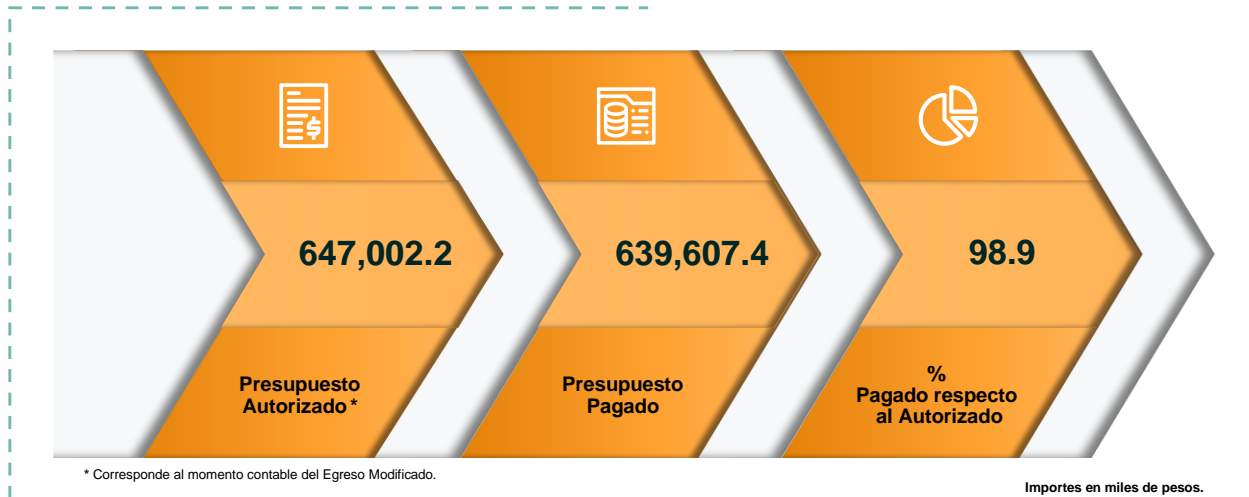 647,002.2
639,607.4
98.9
Presupuesto
Autorizado *
Presupuesto
Pagado
%
Pagado respecto
al Autorizado
* Corresponde al momento contable del Egreso Modificado.
Importes en miles de pesos.